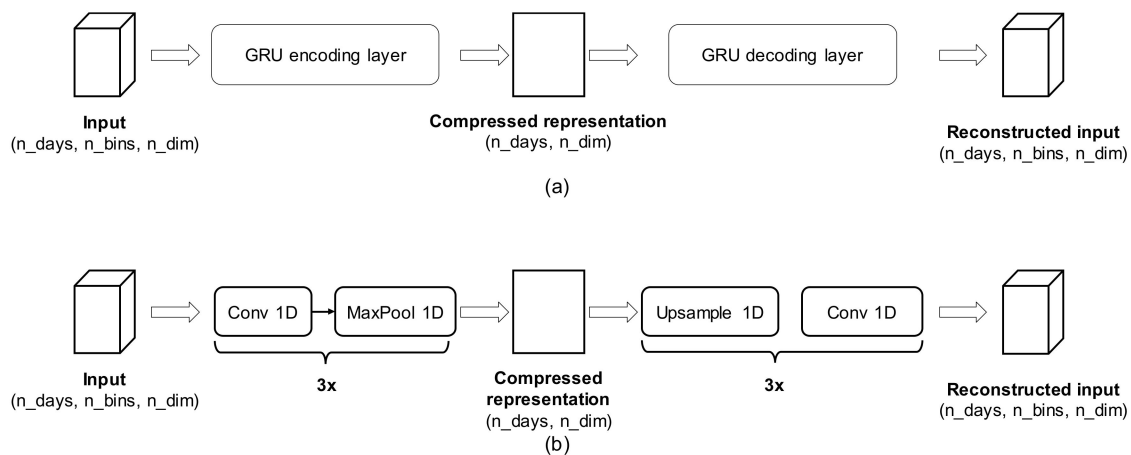 GRU encoding layer
GRU decoding layer
Input
(n_days, n_bins, n_dim)
Compressed representation
(n_days, n_dim)
Reconstructed input
(n_days, n_bins, n_dim)
(a)
Conv 1D
MaxPool 1D
Upsample 1D
Conv 1D
3x
3x
Input
(n_days, n_bins, n_dim)
Compressed
representation
(n_days, n_dim)
Reconstructed input
(n_days, n_bins, n_dim)
(b)